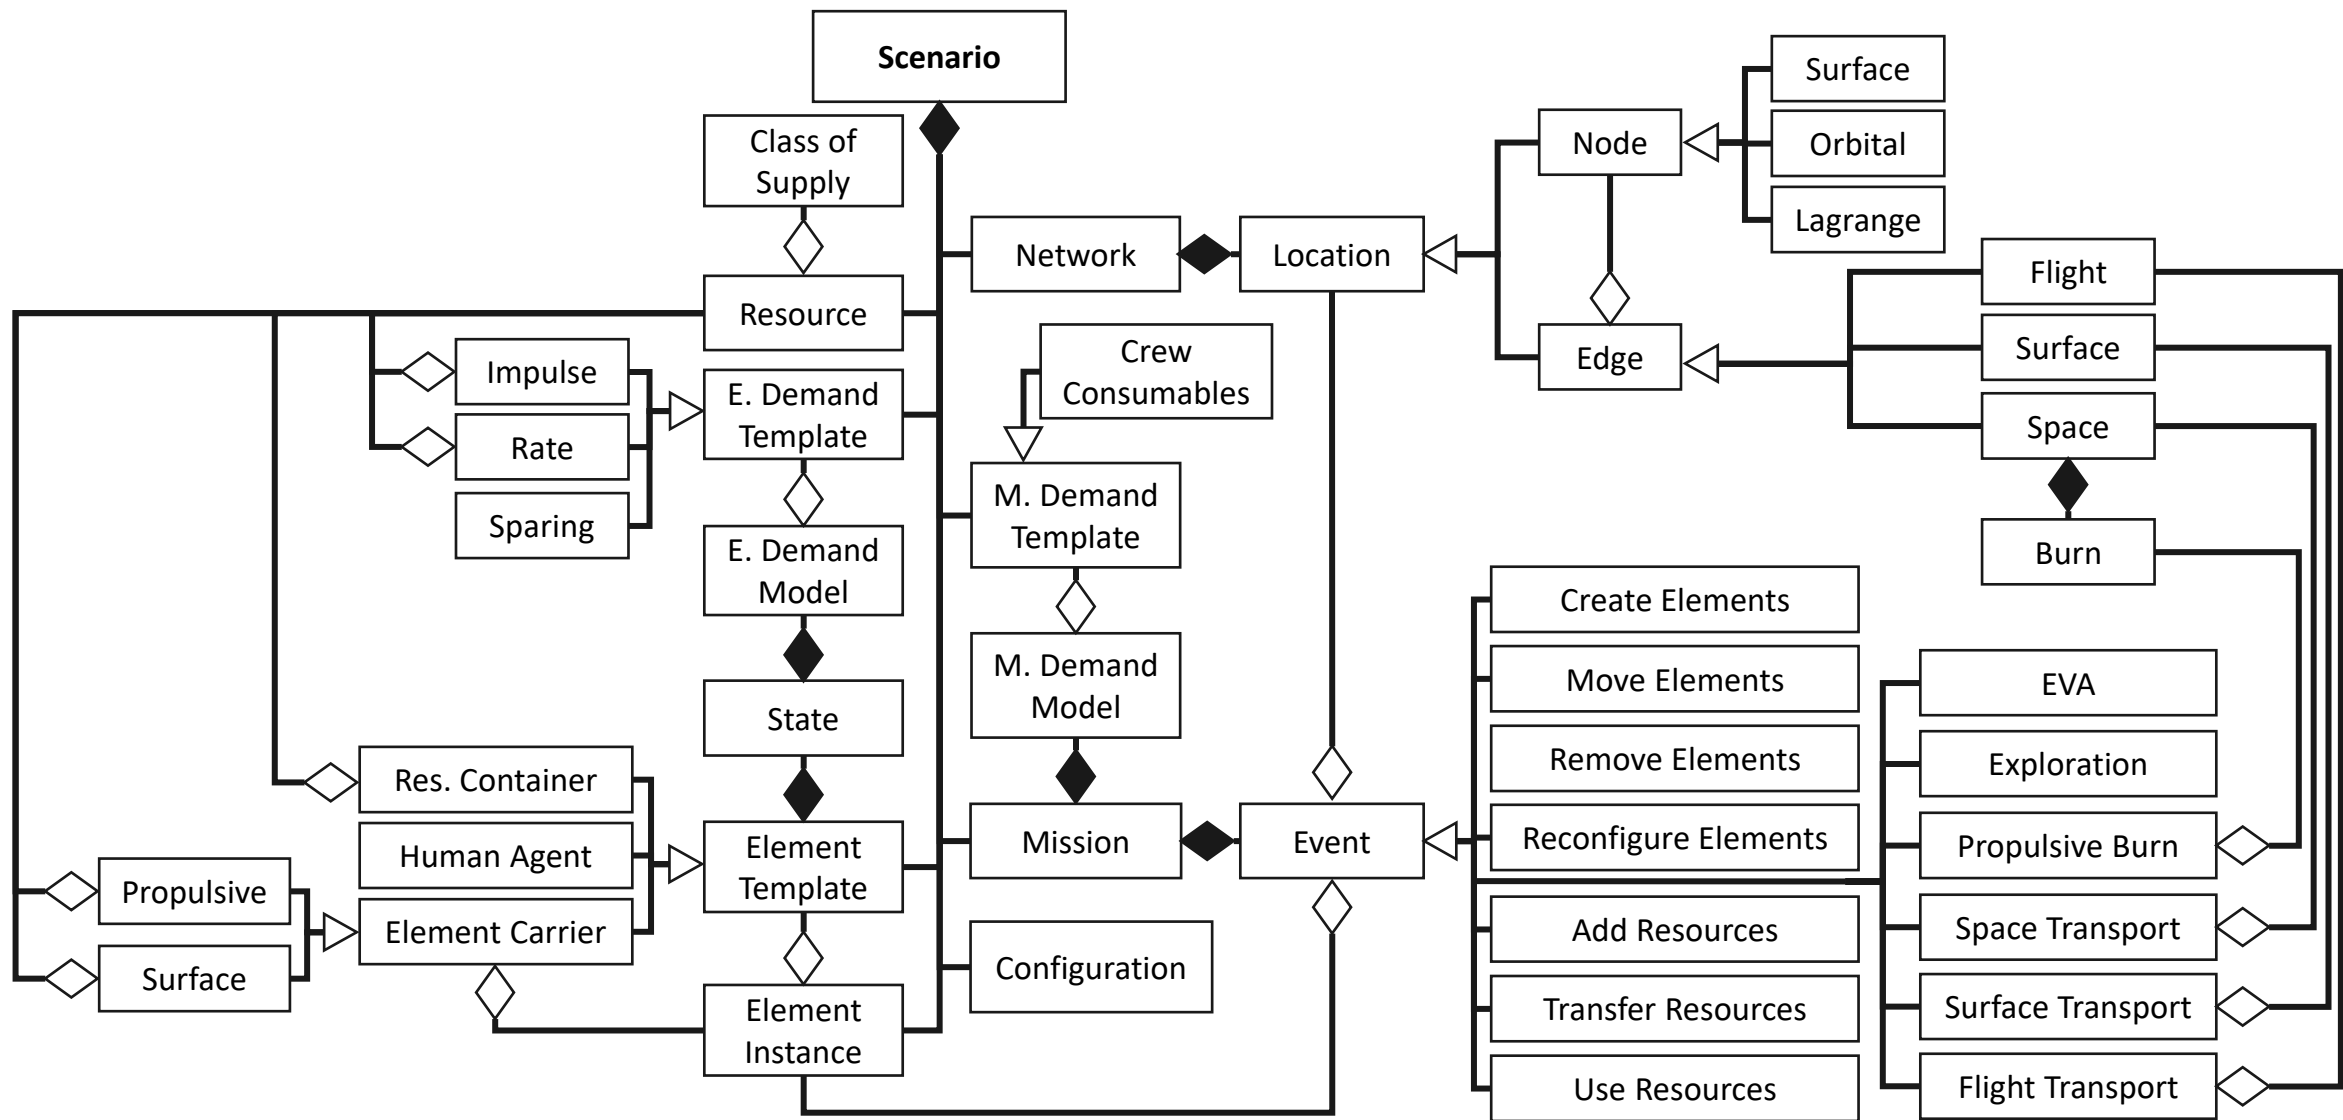 Scenario
Class of
Supply
Resource
Impulse
Rate
Sparing
E. Demand
Template
E. Demand
Model
State
Res. Container
Human Agent
Element Carrier
Propulsive
Surface
Element
Template
Element
Instance
Network
Location
Crew
Consumables
M. Demand
Template
M. Demand
Model
Mission
Event
Configuration
Node
Edge
Surface
Orbital
Lagrange
Flight
Surface
Space
Burn
Create Elements
Move Elements
Remove Elements
Reconfigure Elements
Add Resources
Transfer Resources
Use Resources
EVA
Exploration
Propulsive Burn
Space Transport
Surface Transport
Flight Transport